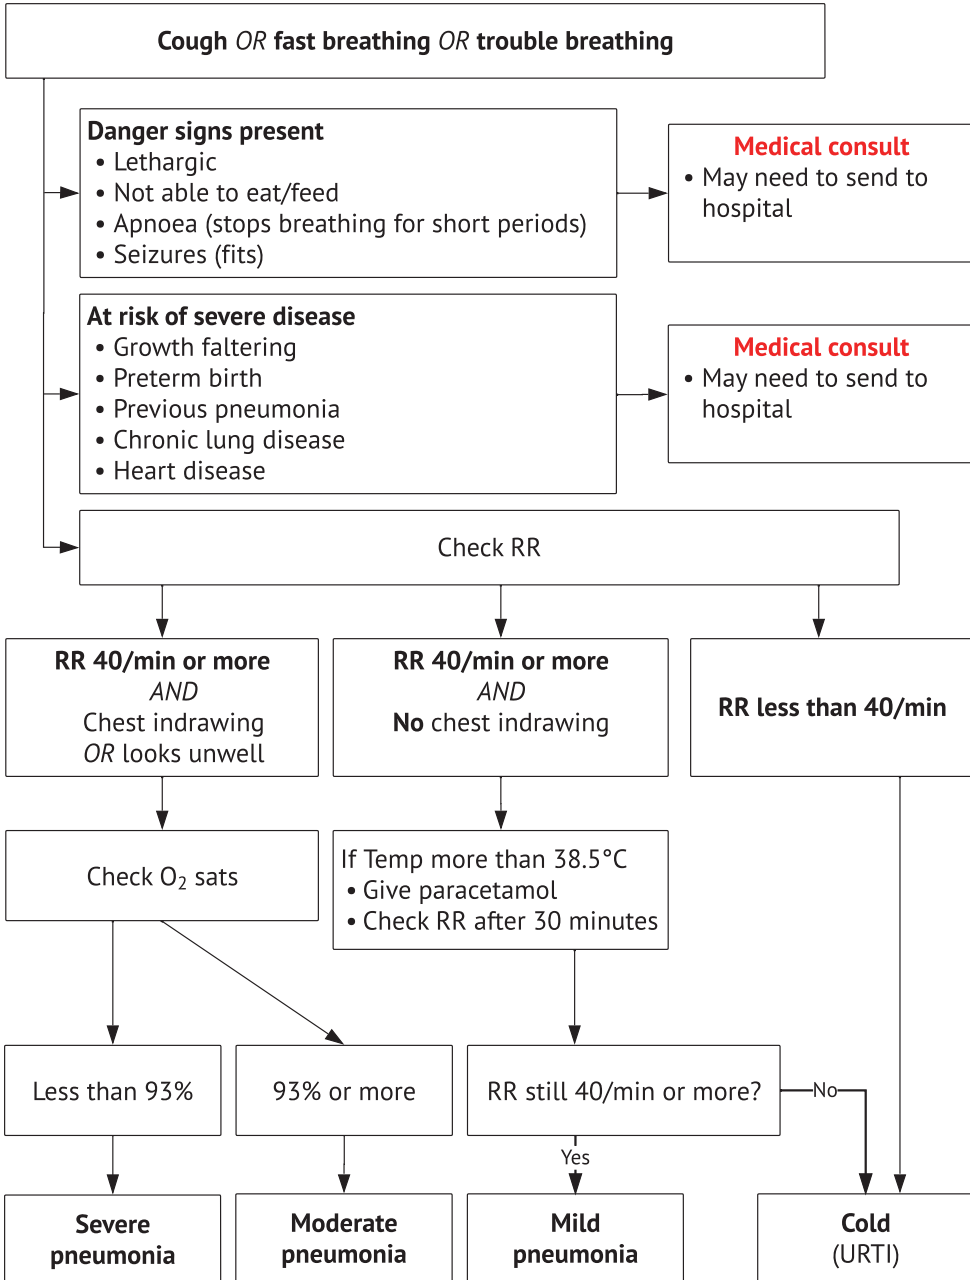 Cough OR fast breathing OR trouble breathing
Danger signs present
• Lethargic
• Not able to eat/feed
• Apnoea (stops breathing for short periods)
• Seizures (fits)
Medical consult
• May need to send to
hospital
At risk of severe disease
• Growth faltering
• Preterm birth
• Previous pneumonia
• Chronic lung disease
• Heart disease
Medical consult
• May need to send to
hospital
Check RR
RR 40/min or more
AND
Chest indrawing
OR looks unwell
RR 40/min or more
AND
No chest indrawing
RR less than 40/min
Check O₂ sats
If Temp more than 38.5°C
• Give paracetamol
• Check RR after 30 minutes
Less than 93%
93% or more
RR still 40/min or more?
No
Yes
Severe
pneumonia
Moderate
pneumonia
Mild
pneumonia
Cold
(URTI)